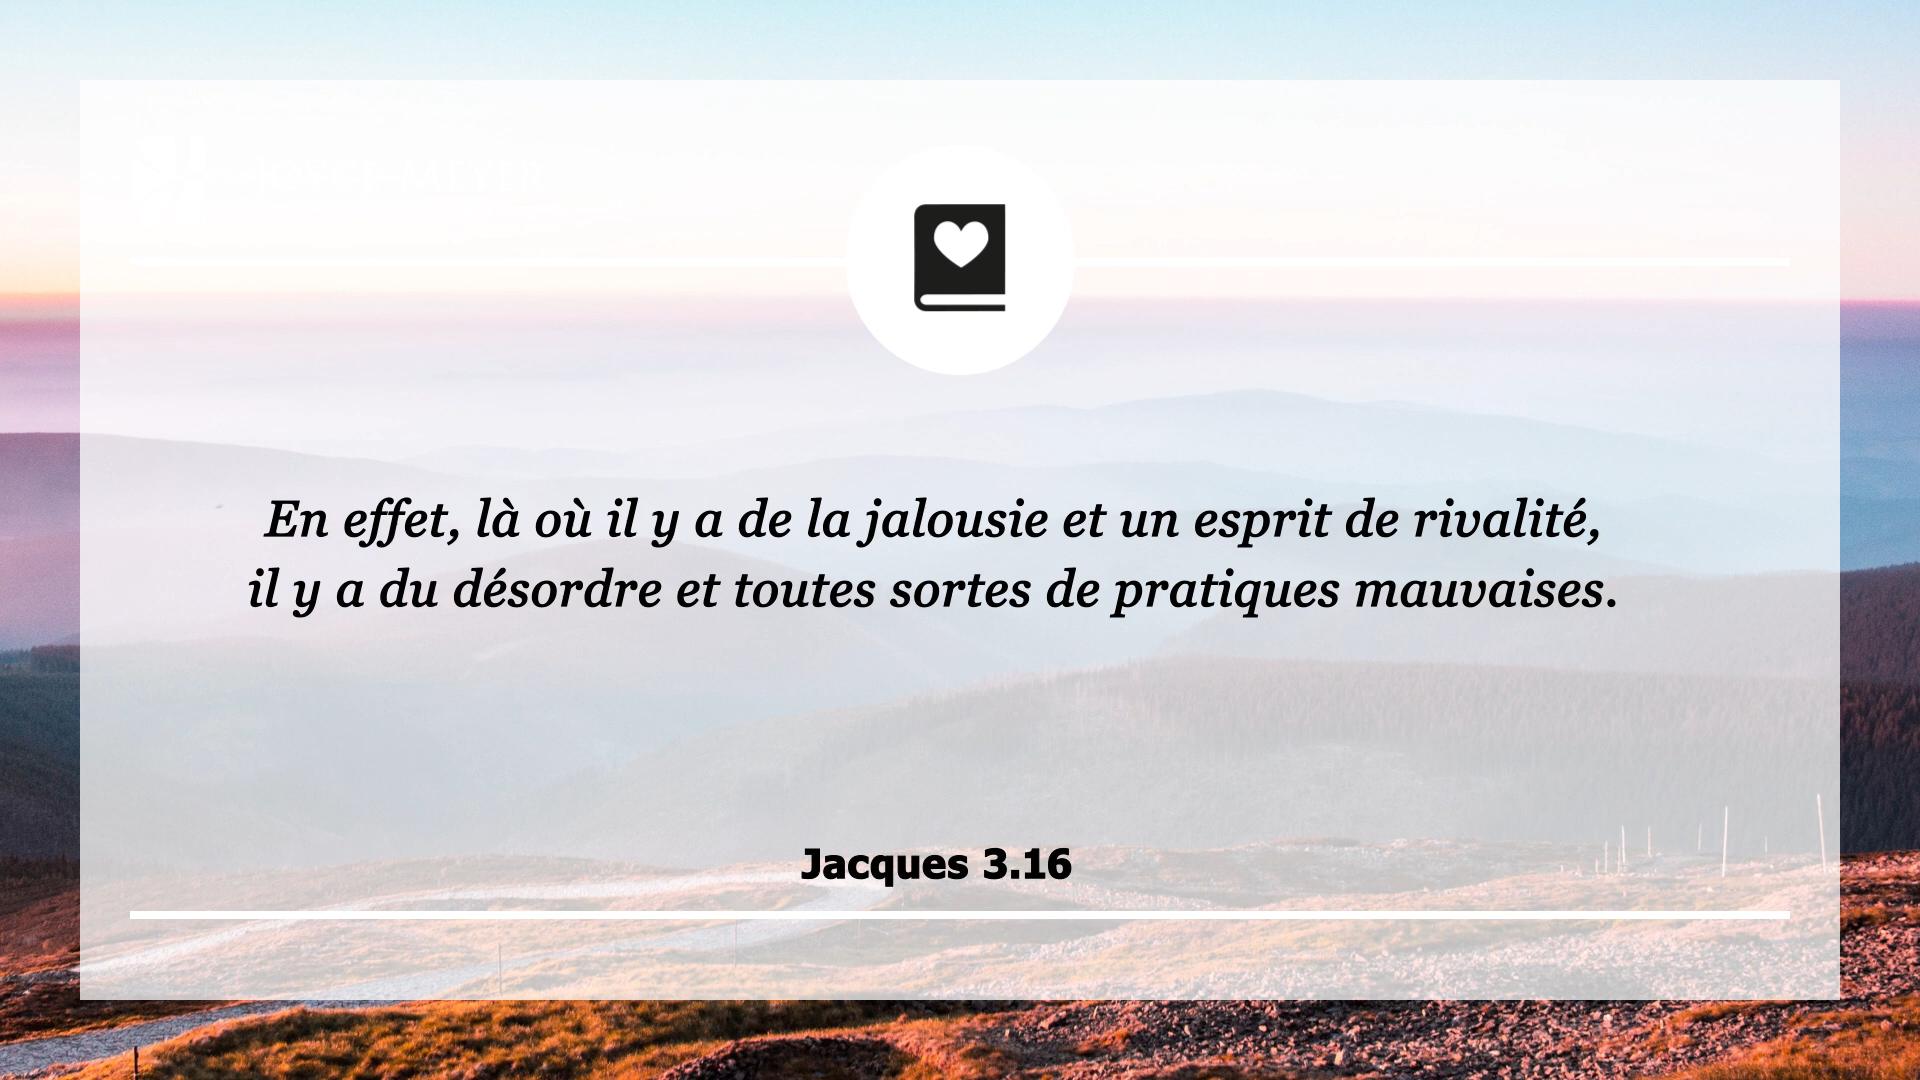 En effet, là où il y a de la jalousie et un esprit de rivalité,
il y a du désordre et toutes sortes de pratiques mauvaises.
Jacques 3.16